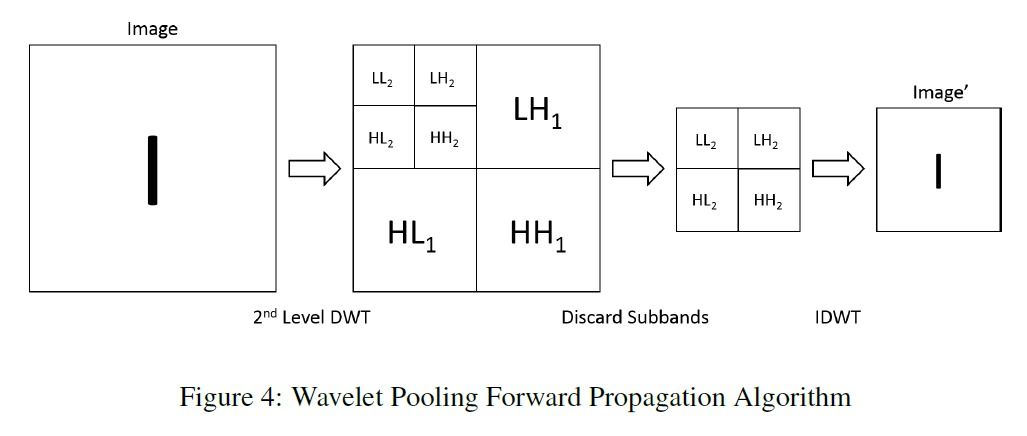 Image
LL2 LH2
LH1
HL2 HH2
HL1 HH1
Image’
LL2 LH2
HL2 HH2
2nd Level DWT
Discard Subbands
IDWT
Figure 4: Wavelet Pooling Forward Propagation Algorithm